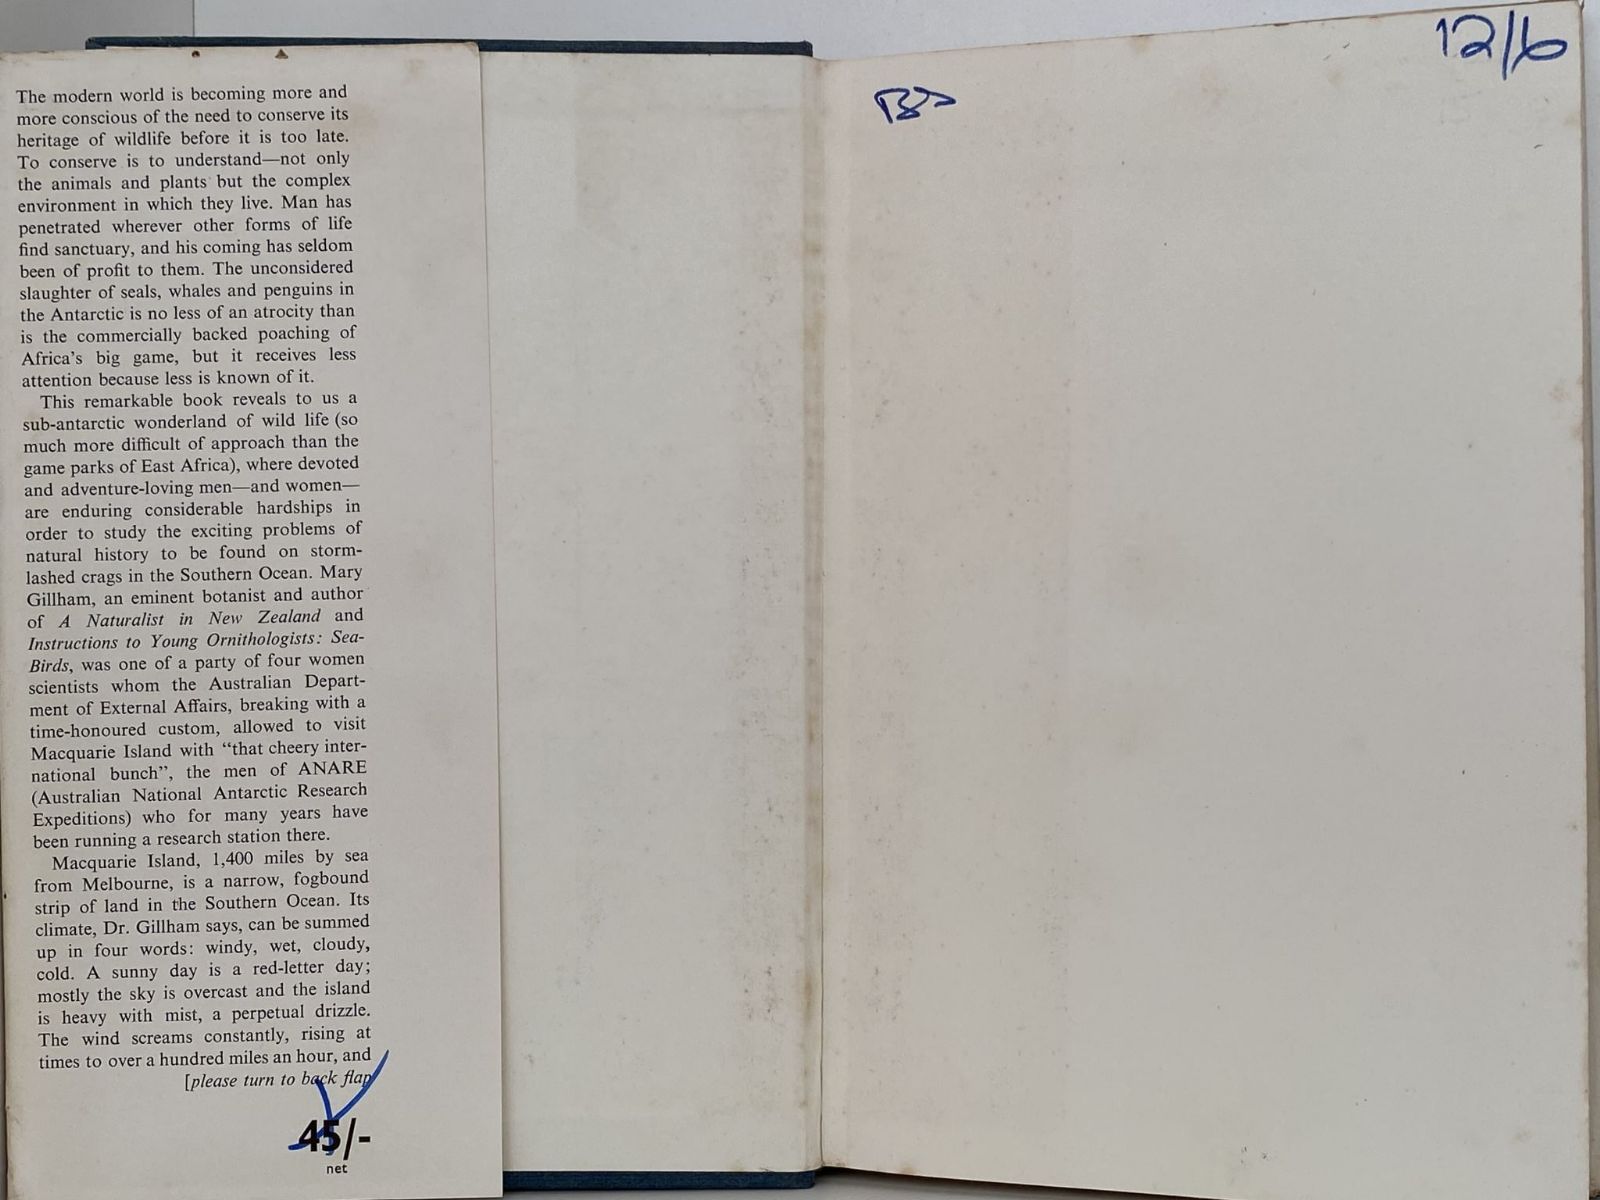 The modern world is becoming more and
more conscious of the need to conserve its
heritage of wildlife before it is too late.
To conserve is to understand—not only
the animals and plants but the complex
environment in which they live. Man has
penetrated wherever other forms of life
find sanctuary, and his coming has seldom
been of profit to them. The unconsidered
slaughter of seals, whales and penguins in
the Antarctic is no less of an atrocity than
is the commercially backed poaching of
Africa's big game, but it receives less
attention because less is known of it.
This remarkable book reveals to us a
sub-antarctic wonderland of wild life (so
much more difficult of approach than the
game parks of East Africa), where devoted
and adventure-loving men—and women—
are enduring considerable hardships in
order to study the exciting problems of
natural history to be found on storm-
lashed crags in the Southern Ocean. Mary
Gillham, an eminent botanist and author
of A Naturalist in New Zealand and
Instructions to Young Ornithologists: Sea-
Birds, was one of a party of four women
scientists whom the Australian Depart-
ment of External Affairs, breaking with a
time-honoured custom, allowed to visit
Macquarie Island with “that cheery inter-
national bunch”, the men of ANARE
(Australian National Antarctic Research
Expeditions) who for many years have
been running a research station there.
Macquarie Island, 1,400 miles by sea
from Melbourne, is a narrow, fogbound
strip of land in the Southern Ocean. Its
climate, Dr. Gillham says, can be summed
up in four words: windy, wet, cloudy,
cold. A sunny day is a red-letter day;
mostly the sky is overcast and the island
is heavy with mist, a perpetual drizzle.
The wind screams constantly, rising at
times to over a hundred miles an hour, and
[please turn to back flap
45/-
net
12/6